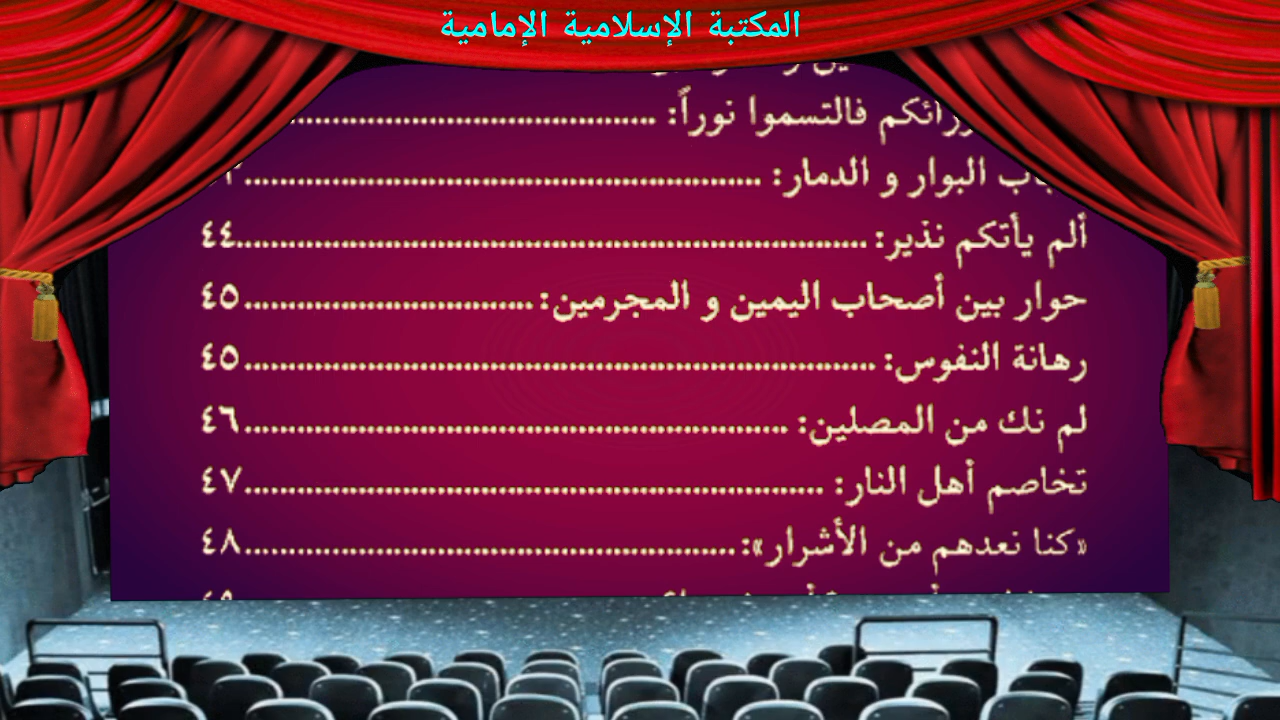 المكتبة الإسلامية الإمامية
فالتسموا نوراً: ........................
البوار و الدمار: ........................
ألم يأتكم نذير: ........................ ٤٤
حوار بين أصحاب اليمين و المجرمين: ........................ ٤٥
رهانة النفوس: ........................ ٤٥
لم نك من المصلين: ........................ ٤٦
تخاصم أهل النار: ........................ ٤٧
«كنا نعدهم من الأشرار»: ........................ ٤٨